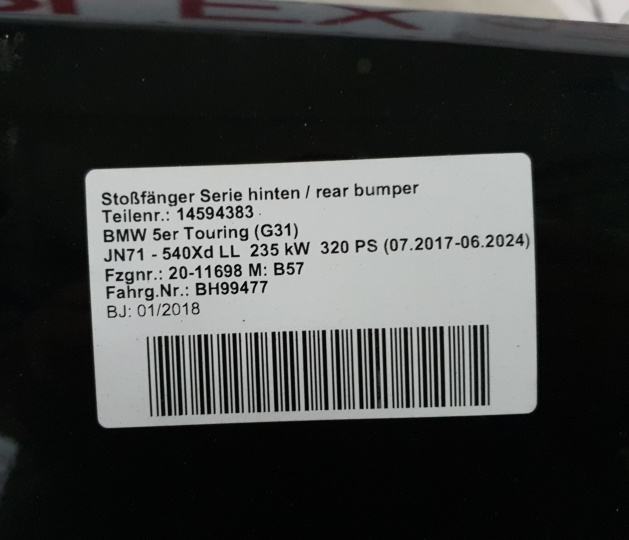 Stoßfänger Serie hinten / rear bumper
Teilenr.: 14594383
BMW 5er Touring (G31)
JN71 - 540Xd LL 235 kW 320 PS (07.2017-06.2024)
Fzgnr.: 20-11698 M: B57
Fahrg.Nr.: BH99477
BJ: 01/2018